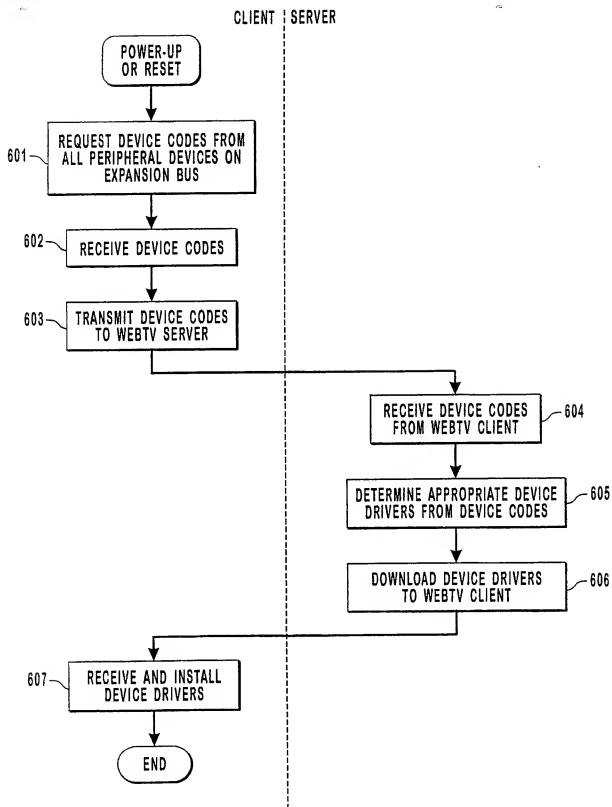 CLIENT SERVER
POWER-UP
OR RESET
601
REQUEST DEVICE CODES FROM
ALL PERIPHERAL DEVICES ON
EXPANSION BUS
602
RECEIVE DEVICE CODES
603
TRANSMIT DEVICE CODES
TO WEBTV SERVER
RECEIVE DEVICE CODES
FROM WEBTV CLIENT
604
DETERMINE APPROPRIATE DEVICE
DRIVERS FROM DEVICE CODES
605
DOWNLOAD DEVICE DRIVERS
TO WEBTV CLIENT
606
607
RECEIVE AND INSTALL
DEVICE DRIVERS
END